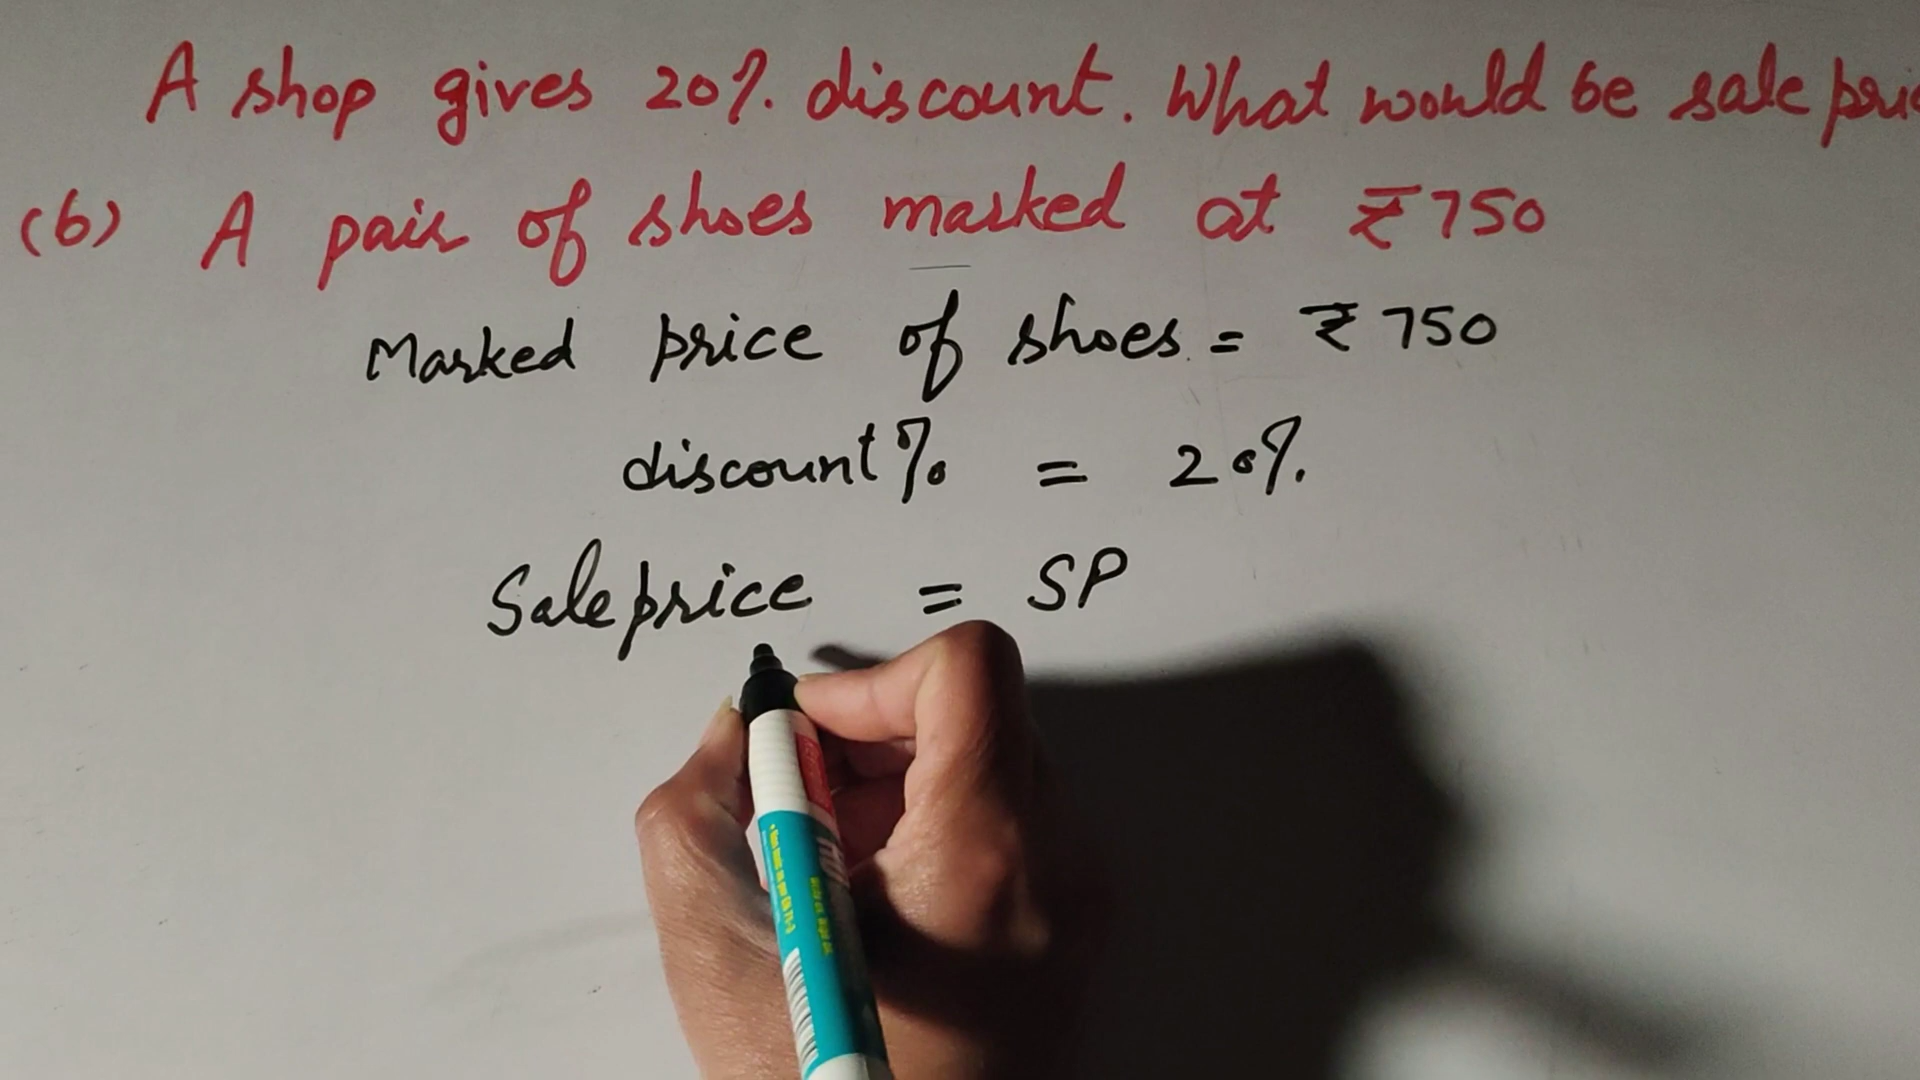 A shop gives 20% discount. What would be sale
(b) A pair of shoes marked at ₹750
Marked price of shoes = ₹750
discount% = 20%
Sale price = SP